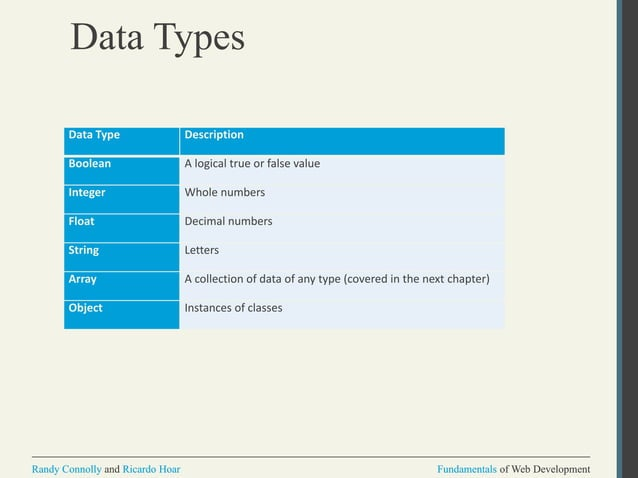 Data Types
Data Type Description
Boolean A logical true or false value
Integer Whole numbers
Float Decimal numbers
String Letters
Array A collection of data of any type (covered in the next chapter)
Object Instances of classes
Randy Connolly and Ricardo Hoar Fundamentals of Web Development